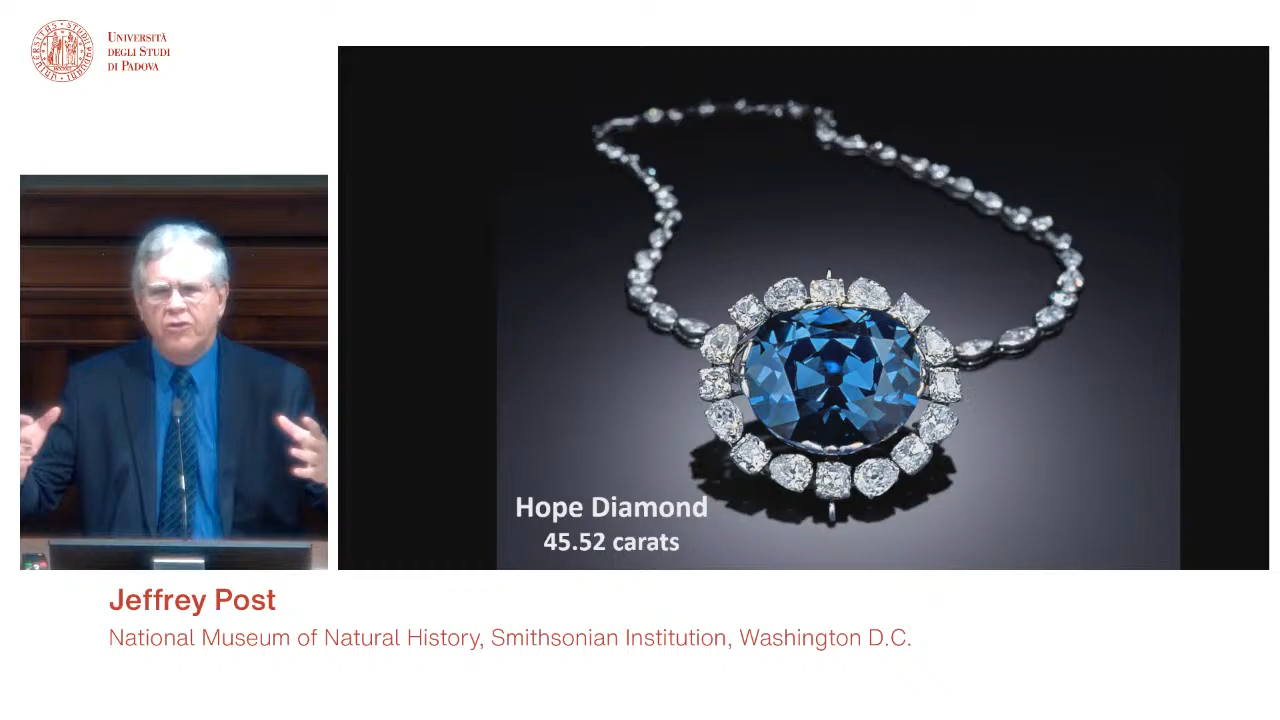 UNIVERSITÀ
DEGLI STUDI
DI PADOVA
Hope Diamond
45.52 carats
Jeffrey Post
National Museum of Natural History, Smithsonian Institution, Washington D.C.